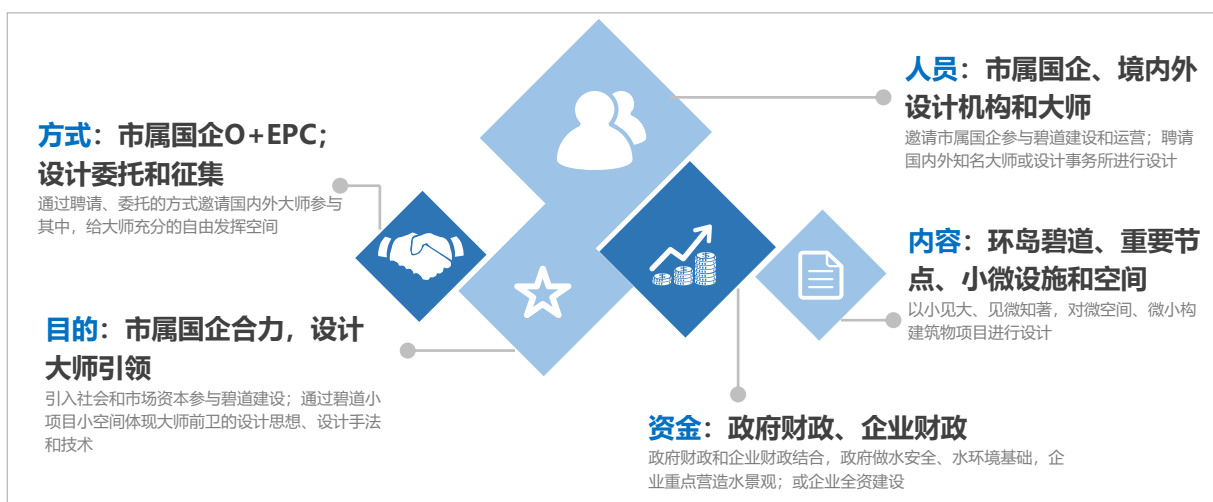 方式：市属国企O+EPC；
设计委托和征集
通过聘请、委托的方式邀请国内外大师参与
其中，给大师充分的自由发挥空间
目的：市属国企合力，设计
大师引领
引入社会和市场资本参与碧道建设；通过碧道小
项目小空间体现大师前卫的设计思想、设计手法
和技术
人员：市属国企、境内外
设计机构和大师
邀请市属国企参与碧道建设和运营；聘请
国内外知名大师或设计事务所进行设计
内容：环岛碧道、重要节
点、小微设施和空间
以小见大、见微知著，对微空间、微小构
建筑物项目进行设计
资金：政府财政、企业财政
政府财政和企业财政结合，政府做水安全、水环境基础，企
业重点营造水景观；或企业全资建设